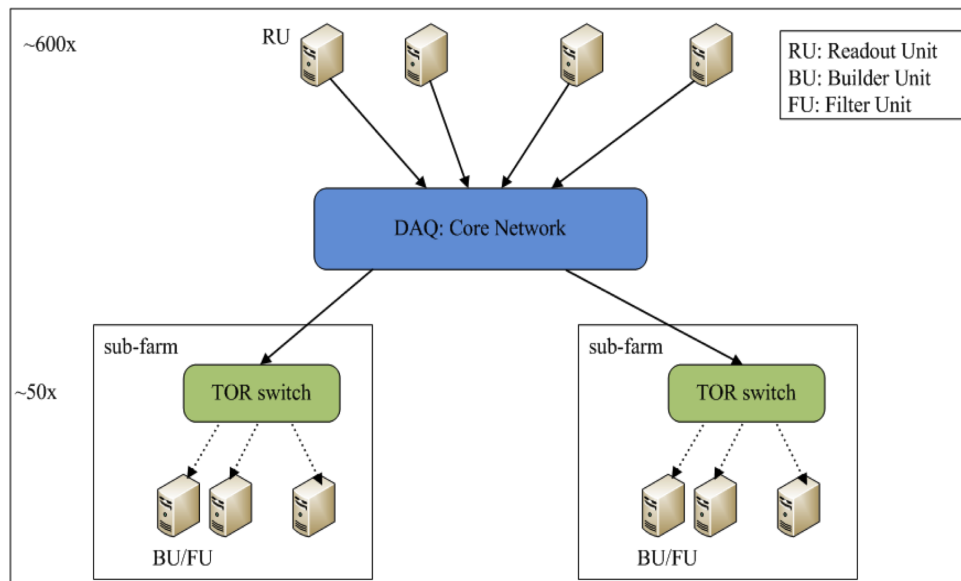 ~600x
RU
RU: Readout Unit
BU: Builder Unit
FU: Filter Unit
DAQ: Core Network
sub-farm
sub-farm
~50x
TOR switch
TOR switch
BU/FU
BU/FU